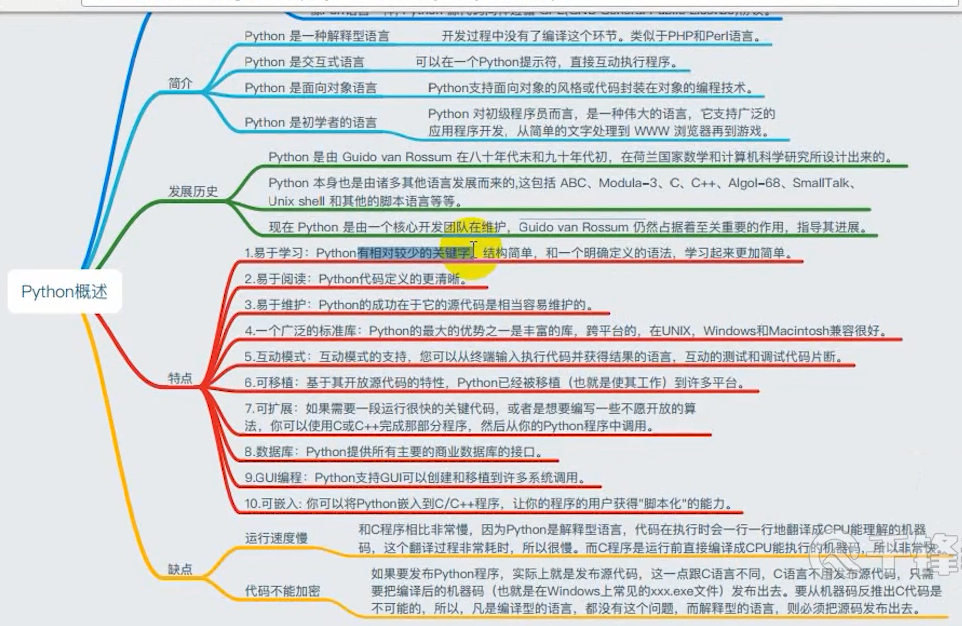 Python概述
简介
Python 是一种解释型语言
开发过程中没有了编译这个环节。类似于PHP和Perl语言。
Python 是交互式语言
可以在一个Python提示符，直接互动执行程序。
Python 是面向对象语言
Python支持面向对象的风格或代码封装在对象的编程技术。
Python 是初学者的语言
Python 对初级程序员而言，是一种伟大的语言，它支持广泛的
应用程序开发，从简单的文字处理到 WWW 浏览器再到游戏。
发展历史
Python 是由 Guido van Rossum 在八十年代末和九十年代初，在荷兰国家数学和计算机科学研究所设计出来的。
Python 本身也是由诸多其他语言发展而来的,这包括 ABC、Modula-3、C、C++、Algol-68、SmallTalk、
Unix shell 和其他的脚本语言等等。
现在 Python 是由一个核心开发团队在维护，Guido van Rossum 仍然占据着至关重要的作用，指导其进展。
特点
1.易于学习：Python有相对较少的关键字，结构简单，和一个明确定义的语法，学习起来更加简单。
2.易于阅读：Python代码定义的更清晰。
3.易于维护：Python的成功在于它的源代码是相当容易维护的。
4.一个广泛的标准库：Python的最大的优势之一是丰富的库，跨平台的，在UNIX，Windows和Macintosh兼容很好。
5.互动模式：互动模式的支持，您可以从终端输入执行代码并获得结果的语言，互动的测试和调试代码片断。
6.可移植：基于其开放源代码的特性，Python已经被移植（也就是使其工作）到许多平台。
7.可扩展：如果需要一段运行很快的关键代码，或者是想要编写一些不愿开放的算
法，你可以使用C或C++完成那部分程序，然后从你的Python程序中调用。
8.数据库：Python提供所有主要的商业数据库的接口。
9.GUI编程：Python支持GUI可以创建和移植到许多系统调用。
10.可嵌入: 你可以将Python嵌入到C/C++程序，让你的程序的用户获得"脚本化"的能力。
缺点
运行速度慢
和C程序相比非常慢，因为Python是解释型语言，代码在执行时会一行一行地翻译成CPU能理解的机器
码，这个翻译过程非常耗时，所以很慢。而C程序是运行前直接编译成CPU能执行的机器码，所以非常快
代码不能加密
如果要发布Python程序，实际上就是发布源代码，这一点跟C语言不同，C语言不用发布源代码，只需
要把编译后的机器码（也就是在Windows上常见的xxx.exe文件）发布出去。要从机器码反推出C代码是
不可能的，所以，凡是编译型的语言，都没有这个问题，而解释型的语言，则必须把源码发布出去。
千锋